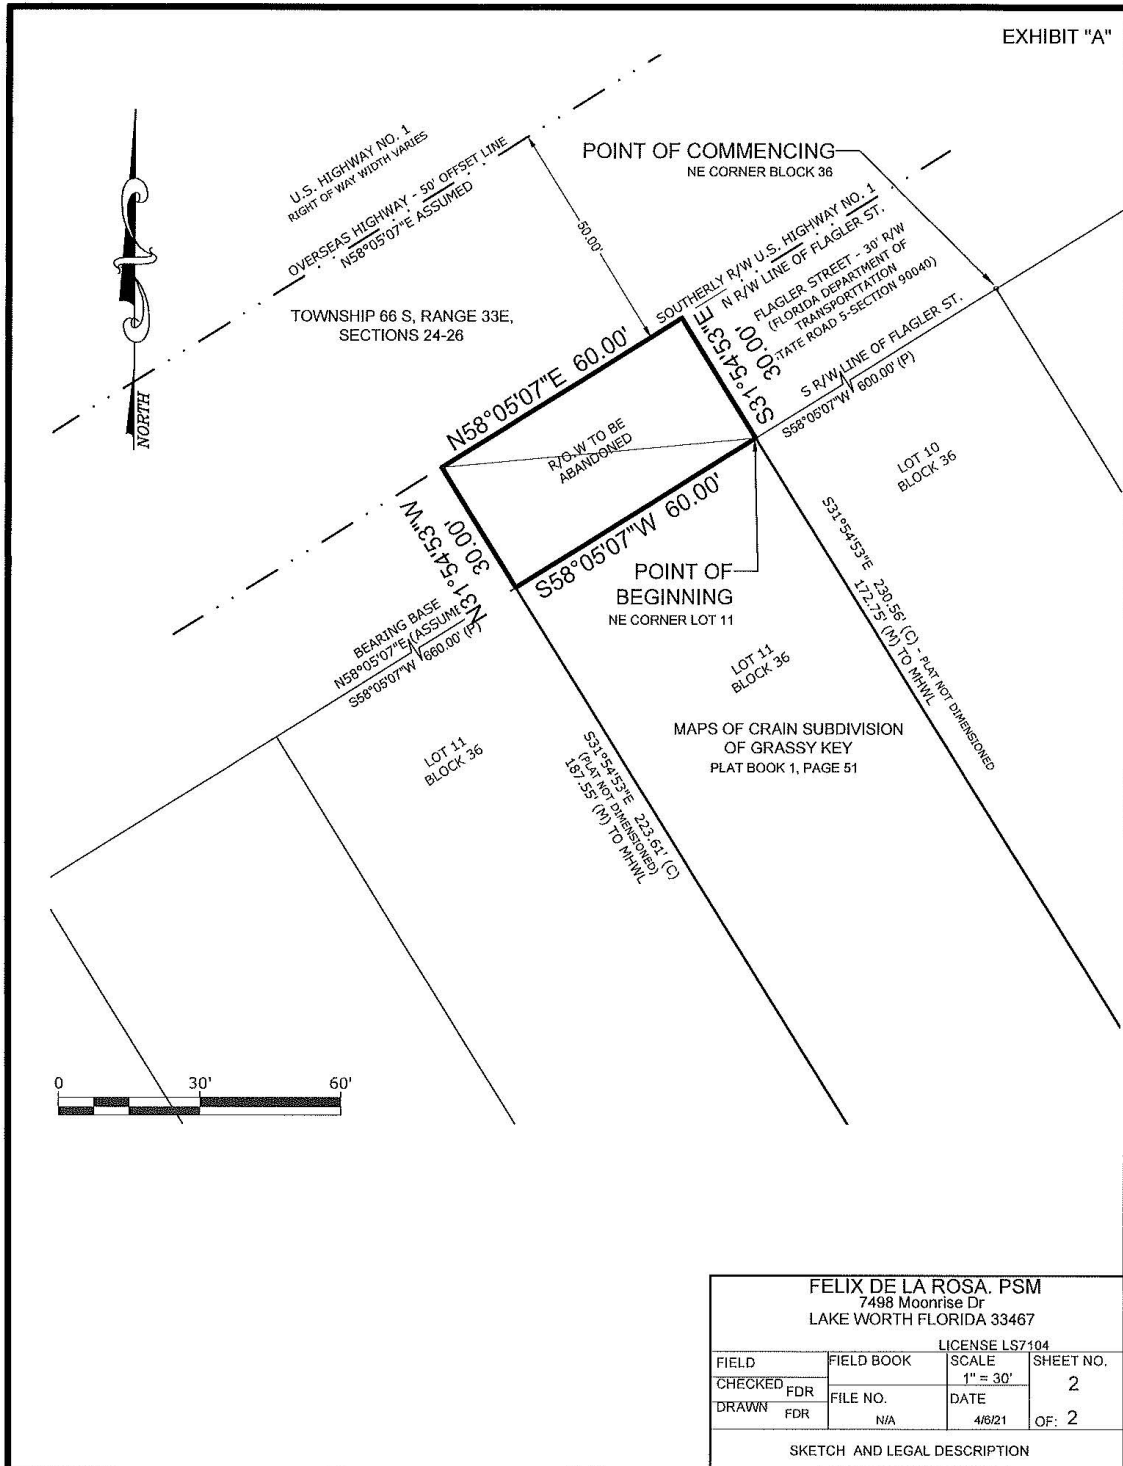 EXHIBIT "A"
U.S. HIGHWAY NO. 1
RIGHT OF WAY WIDTH VARIES
OVERSEAS HIGHWAY - 50' OFFSET LINE
N58°05'07"E ASSUMED
POINT OF COMMENCING
NE CORNER BLOCK 36
50.00'
SOUTHERLY R/W U.S. HIGHWAY NO. 1
N R/W LINE OF FLAGLER ST.
FLAGLER STREET - 30' R/W
(FLORIDA DEPARTMENT OF
TRANSPORTATION
TATE ROAD 5-SECTION 90040)
S R/W LINE OF FLAGLER ST.
S58°05'07"W 600.00' (P)
TOWNSHIP 66 S, RANGE 33E,
SECTIONS 24-26
NORTH
N58°05'07"E 60.00'
S31°54'53"E
30.00'
R/O.W TO BE
ABANDONED
S58°05'07"W 60.00'
N31°54'53"W
30.00'
LOT 10
BLOCK 36
POINT OF
BEGINNING
NE CORNER LOT 11
BEARING BASE
N58°05'07"E (ASSUME
S58°05'07"W 660.00' (P)
S31°54'53"E 230.56' (C) - PLAT NOT DIMENSIONED
172.75' (M) TO MHWL
LOT 11
BLOCK 36
MAPS OF CRAIN SUBDIVISION
OF GRASSY KEY
PLAT BOOK 1, PAGE 51
LOT 11
BLOCK 36
S31°54'53"E 223.61' (C)
(PLAT NOT DIMENSIONED)
187.55' (M) TO MHWL
0 30' 60'
FELIX DE LA ROSA. PSM
7498 Moonrise Dr
LAKE WORTH FLORIDA 33467
LICENSE LS7104
FIELD
FIELD BOOK
SCALE
1" = 30'
SHEET NO.
2
CHECKED FDR
DRAWN FDR
FILE NO.
N/A
DATE
4/6/21
OF: 2
SKETCH AND LEGAL DESCRIPTION